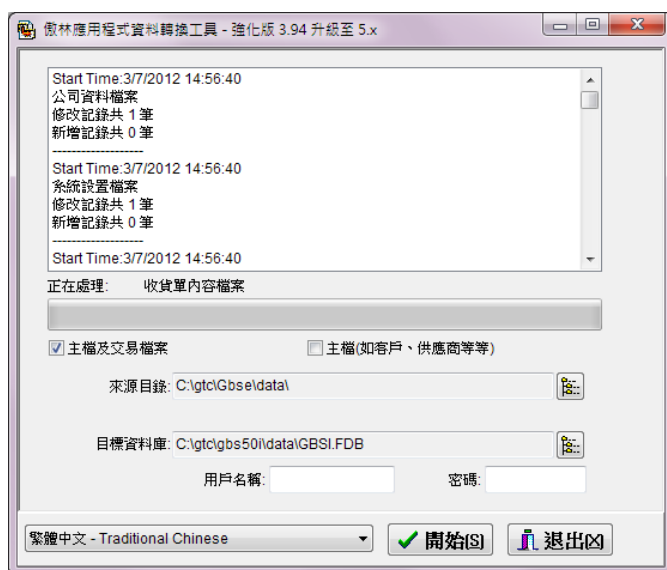 傲林應用程式資料轉換工具 - 強化版 3.94 升級至 5.x
Start Time:3/7/2012 14:56:40
公司資料檔案
修改記錄共 1 筆
新增記錄共 0 筆
-------------------
Start Time:3/7/2012 14:56:40
系統設置檔案
修改記錄共 1 筆
新增記錄共 0 筆
-------------------
Start Time:3/7/2012 14:56:40
正在處理: 收貨單內容檔案
主檔及交易檔案 主檔(如客戶、供應商等等)
來源目錄: C:\gtc\Gbse\data\
目標資料庫: C:\gtc\gbs50i\data\GBSI.FDB
用戶名稱: 密碼:
繁體中文 - Traditional Chinese 開始(S) 退出(X)